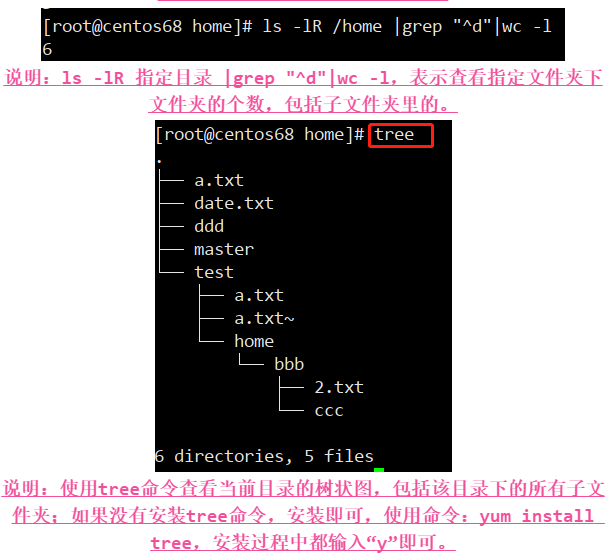 [root@centos68 home]# ls -lR /home |grep "^d"|wc -l
6
说明：ls -lR 指定目录 |grep "^d"|wc -l，表示查看指定文件夹下
文件夹的个数，包括子文件夹里的。
[root@centos68 home]# tree
.
├── a.txt
├── date.txt
├── ddd
├── master
└── test
    ├── a.txt
    ├── a.txt~
    └── home
        └── bbb
            ├── 2.txt
            └── ccc
6 directories, 5 files
说明：使用tree命令查看当前目录的树状图，包括该目录下的所有子文
件夹；如果没有安装tree命令，安装即可，使用命令：yum install
tree，安装过程中都输入“y”即可。